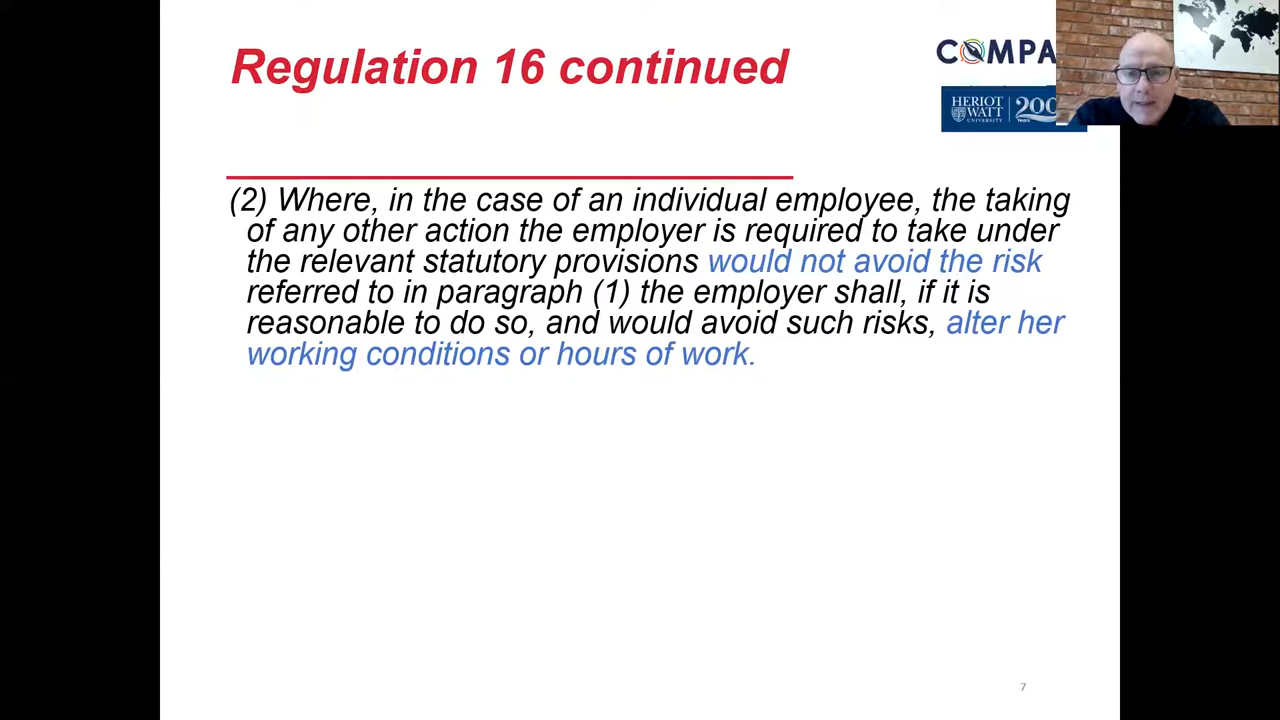 Regulation 16 continued
COMPA
HERIOT
WATT
UNIVERSITY
200
Years
(2) Where, in the case of an individual employee, the taking
of any other action the employer is required to take under
the relevant statutory provisions would not avoid the risk
referred to in paragraph (1) the employer shall, if it is
reasonable to do so, and would avoid such risks, alter her
working conditions or hours of work.
7